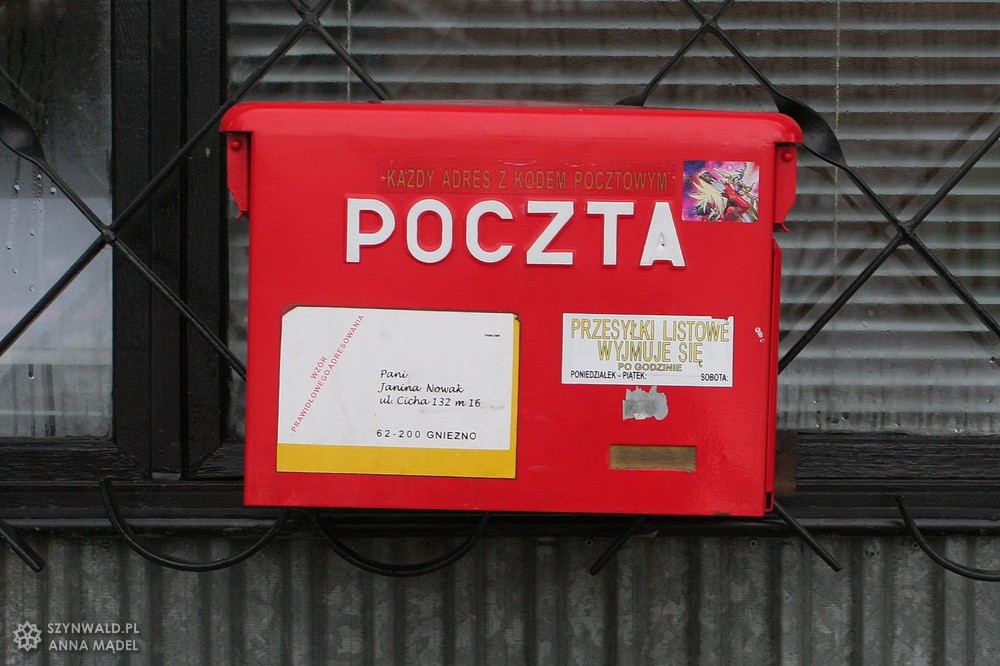 -KAŻDY ADRES Z KODEM POCZTOWYM-
POCZTA
WZÓR
PRAWIDŁOWEGO ADRESOWANIA
Pani
Janina Nowak
ul. Cicha 132 m 16
62-200 GNIEZNO
PRZESYŁKI LISTOWE
WYJMUJE SIĘ
PO GODZINIE
PONIEDZIAŁEK - PIĄTEK: SOBOTA:
SZYNWALD.PL
ANNA MĄDEL